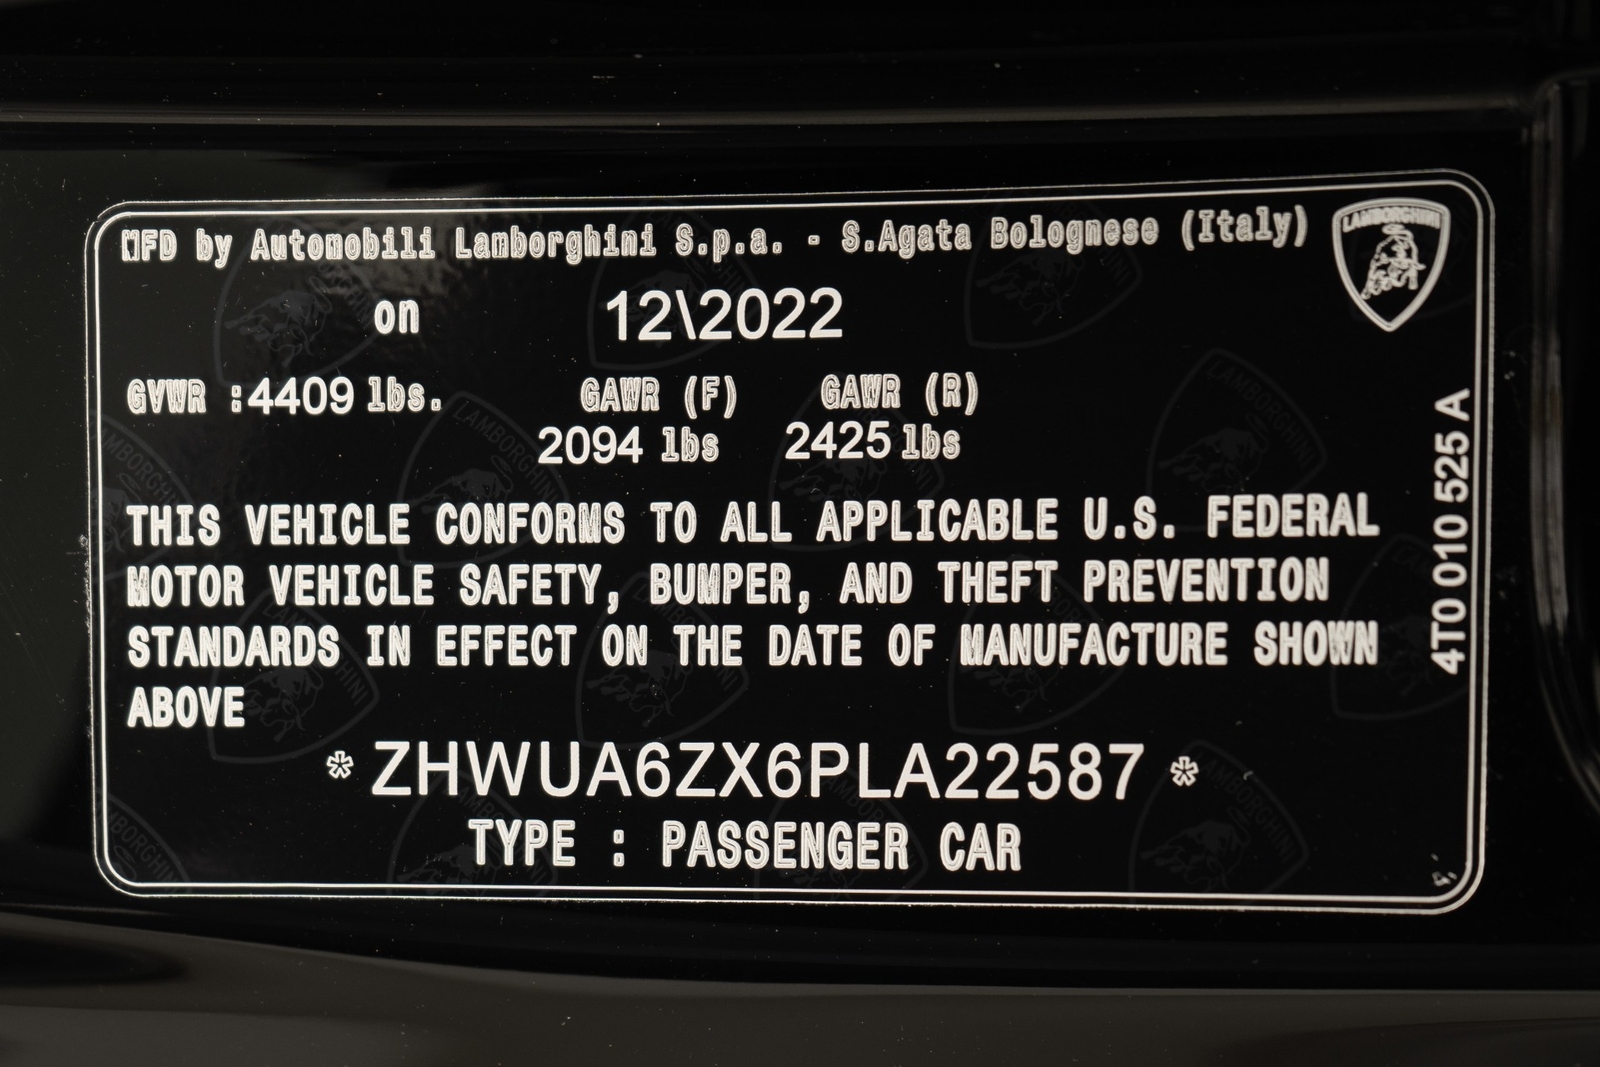 MFD by Automobili Lamborghini S.p.a. - S.Agata Bolognese (Italy)
LAMBORGHINI
on 12\2022
GVWR :4409 lbs. GAWR (F) GAWR (R)
2094 lbs 2425 lbs
THIS VEHICLE CONFORMS TO ALL APPLICABLE U.S. FEDERAL
MOTOR VEHICLE SAFETY, BUMPER, AND THEFT PREVENTION
STANDARDS IN EFFECT ON THE DATE OF MANUFACTURE SHOWN
ABOVE
* ZHWUA6ZX6PLA22587 *
TYPE : PASSENGER CAR
4T0 010 525 A